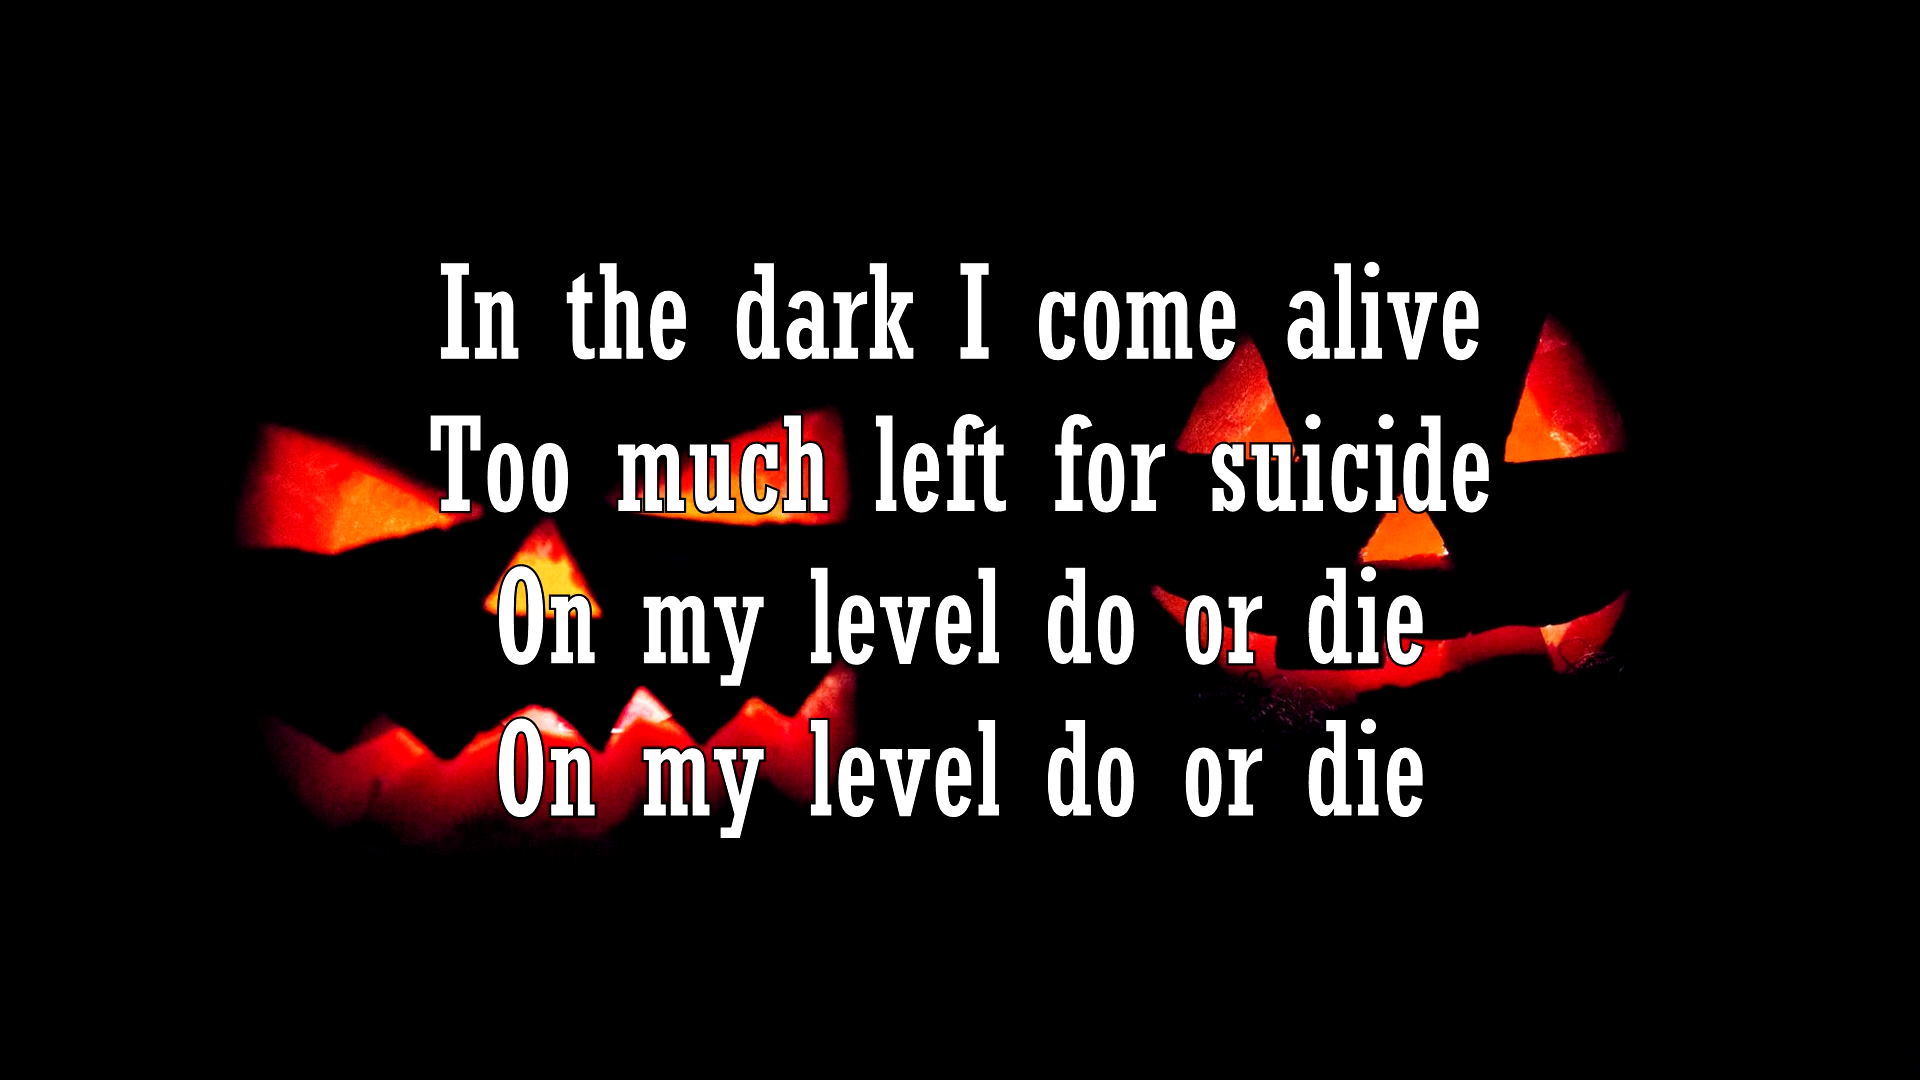 In the dark I come alive
Too much left for suicide
On my level do or die
On my level do or die